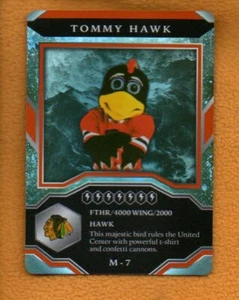 TOMMY HAWK
FTHR/4000 WING/2000
HAWK
This majestic bird rules the United
Center with powerful t-shirt
and confetti cannons.
M-7